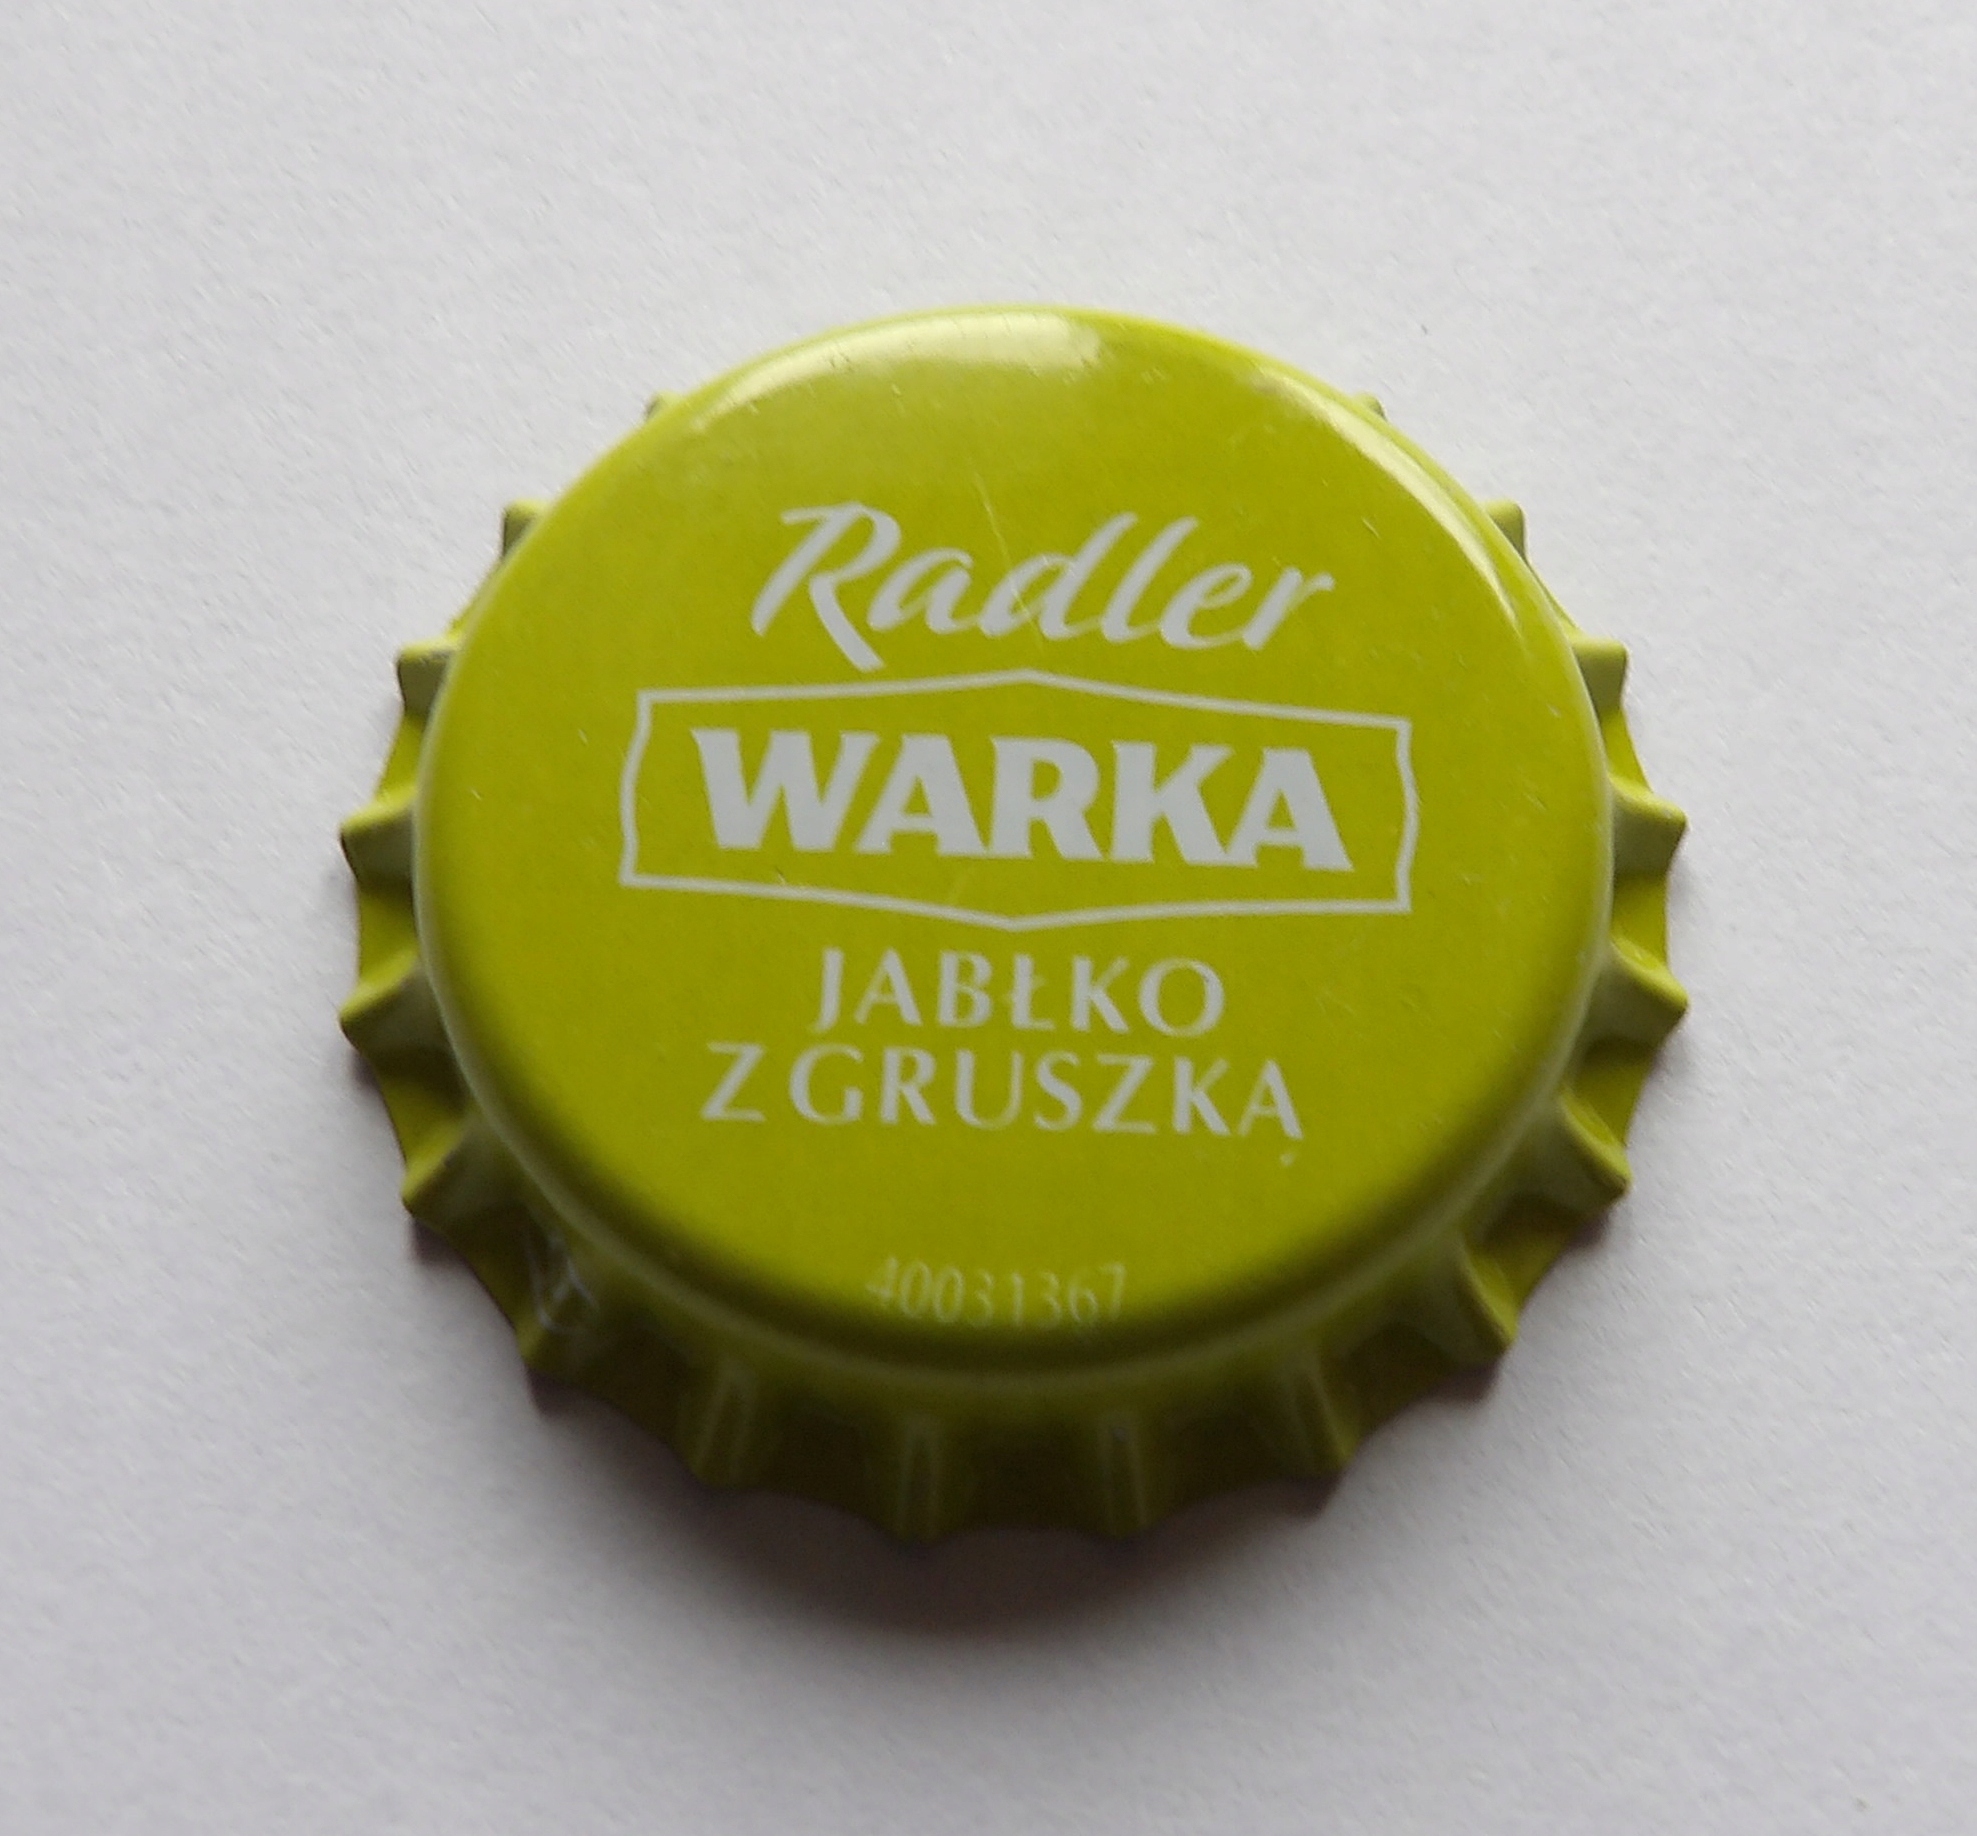 Radler
WARKA
JABŁKO
Z GRUSZKĄ
40031367